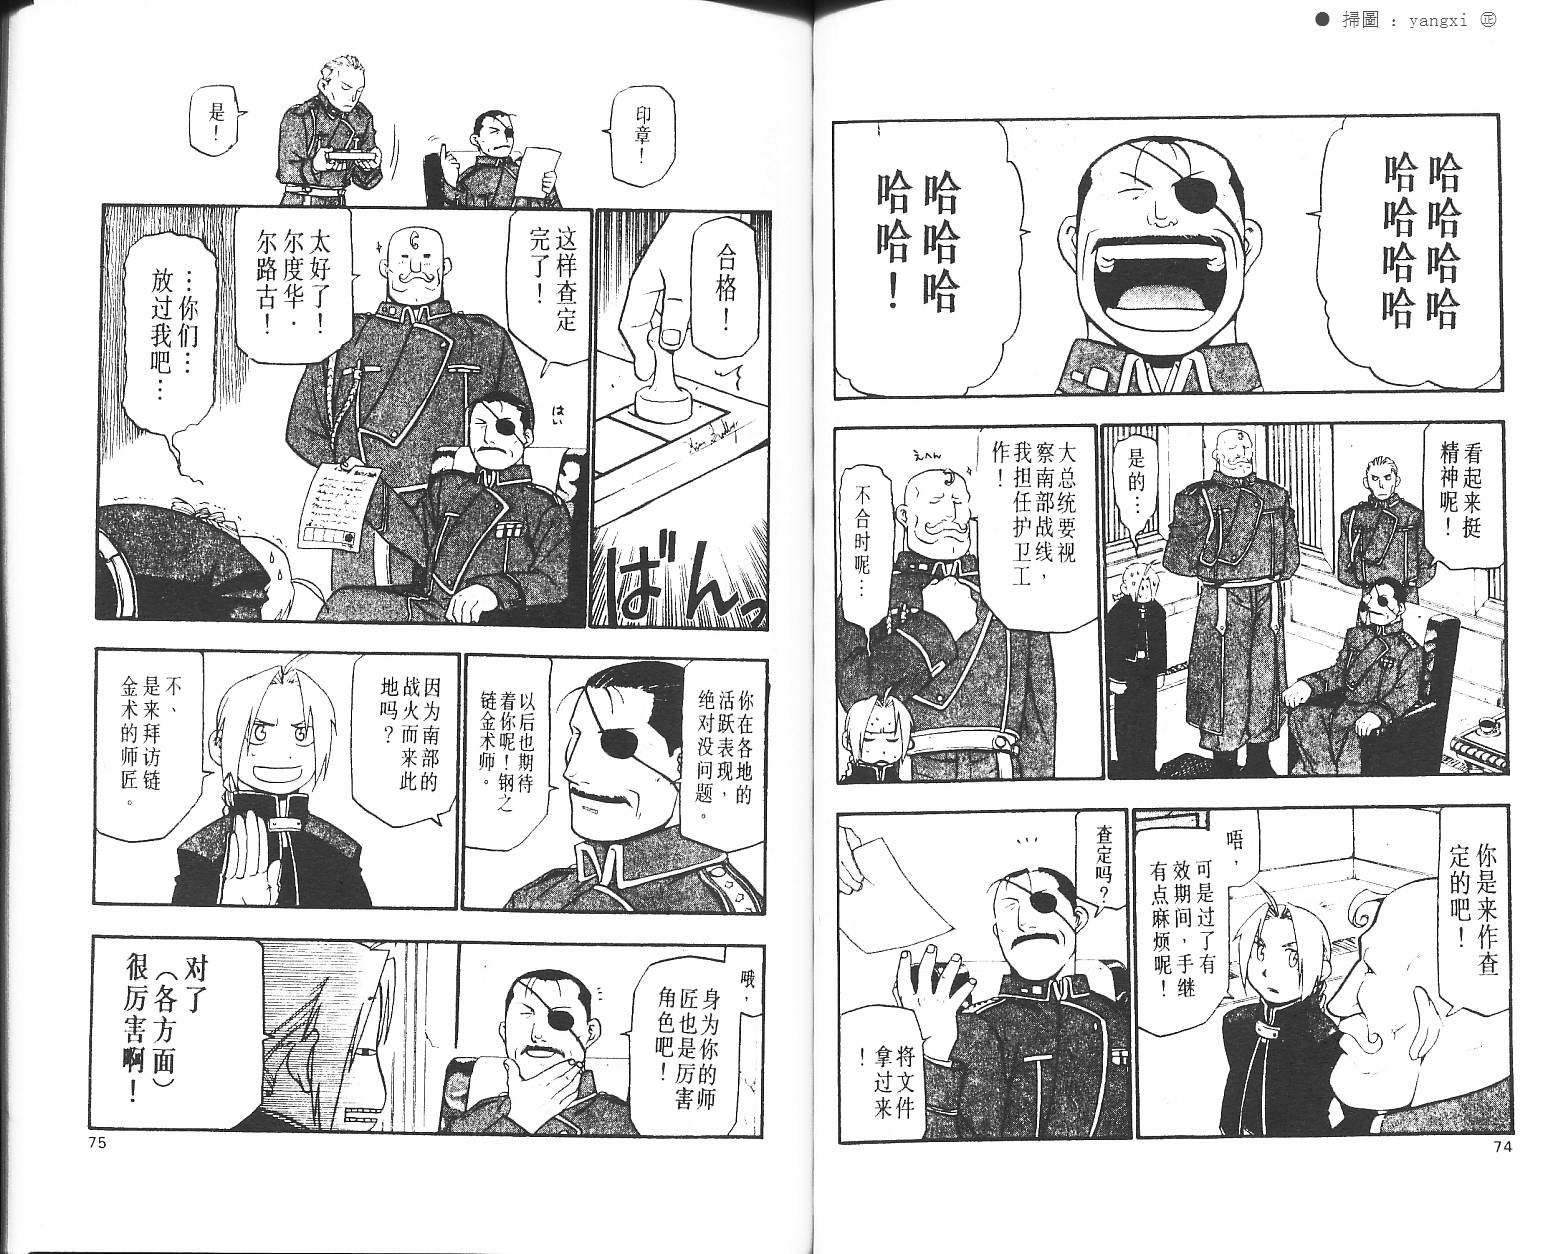 ● 掃圖 : yangxi ㊣
哈哈哈哈
哈哈哈哈
哈哈哈
哈哈！
看起来挺
精神呢！
是的…
大总统要视
察南部战线，
我担任护卫工
作！
えへん
不合时呢…
你是来作查
定的吧！
唔，
可是过了有
效期间，手继
有点麻烦呢！
查定吗？
将文件
拿过来
！
74
印章！
是！
合格！
ばんっ
这样查定
完了！
はい
太好了！
尔度华·
尔路古！
…你们…
放过我吧…
你在各地的
活跃表现，
绝对没问题。
以后也期待
着你呢！钢之
链金术师。
因为南部的
战火而来此
地吗？
不、
是来拜访链
金术的师匠。
哦，
身为你的师
匠也是厉害
角色吧！
对了
（各方面）
很厉害啊！
75